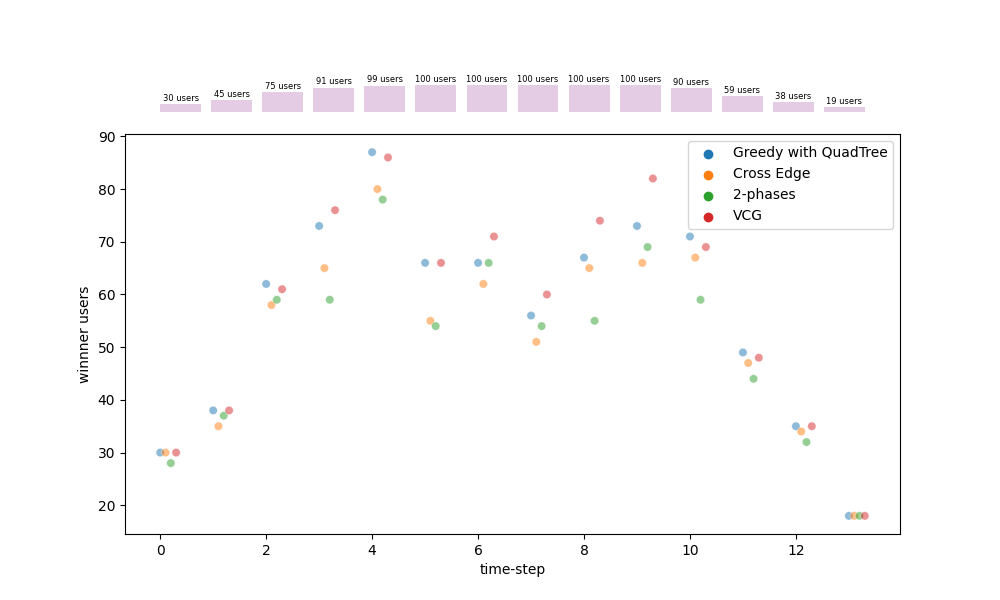 30 users 45 users 75 users 91 users 99 users 100 users 100 users 100 users 100 users 100 users 90 users 59 users 38 users 19 users
90
80
70
60
50
40
30
20
winnner users
Greedy with QuadTree
Cross Edge
2-phases
VCG
0 2 4 6 8 10 12
time-step